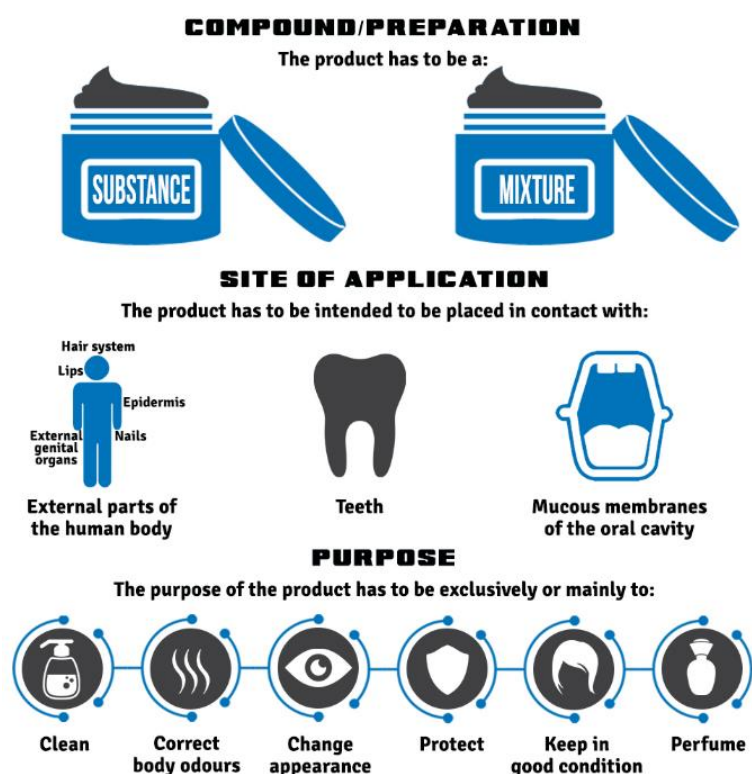 COMPOUND/PREPARATION
The product has to be a:
SUBSTANCE
MIXTURE
SITE OF APPLICATION
The product has to be intended to be placed in contact with:
Hair system
Lips
Epidermis
External
genital
organs
Nails
External parts of
the human body
Teeth
Mucous membranes
of the oral cavity
PURPOSE
The purpose of the product has to be exclusively or mainly to:
Clean
Correct
body odours
Change
appearance
Protect
Keep in
good condition
Perfume